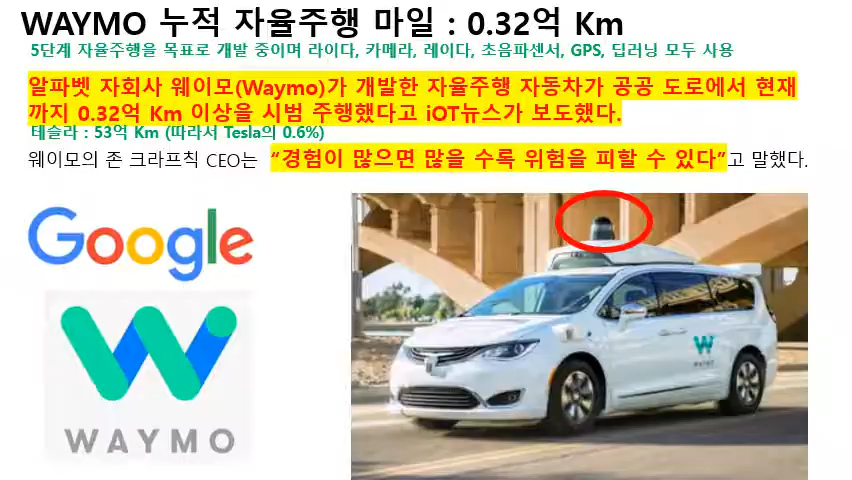 WAYMO 누적 자율주행 마일 : 0.32억 Km
5단계 자율주행을 목표로 개발 중이며 라이다, 카메라, 레이다, 초음파센서, GPS, 딥러닝 모두 사용
알파벳 자회사 웨이모(Waymo)가 개발한 자율주행 자동차가 공공 도로에서 현재
까지 0.32억 Km 이상을 시범 주행했다고 iOT뉴스가 보도했다.
테슬라 : 53억 Km (따라서 Tesla의 0.6%)
웨이모의 존 크라프칙 CEO는 “경험이 많으면 많을 수록 위험을 피할 수 있다”고 말했다.
Google
WAYMO
WAYMO